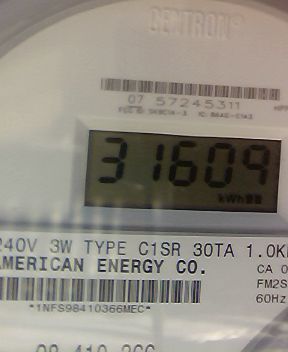 CENTRON®
07 57245311
31609
kWh
240V 3W TYPE C1SR 30TA 1.0K
AMERICAN ENERGY CO.
CA 0
FM2S
60Hz
*1NFS98410366MEC*